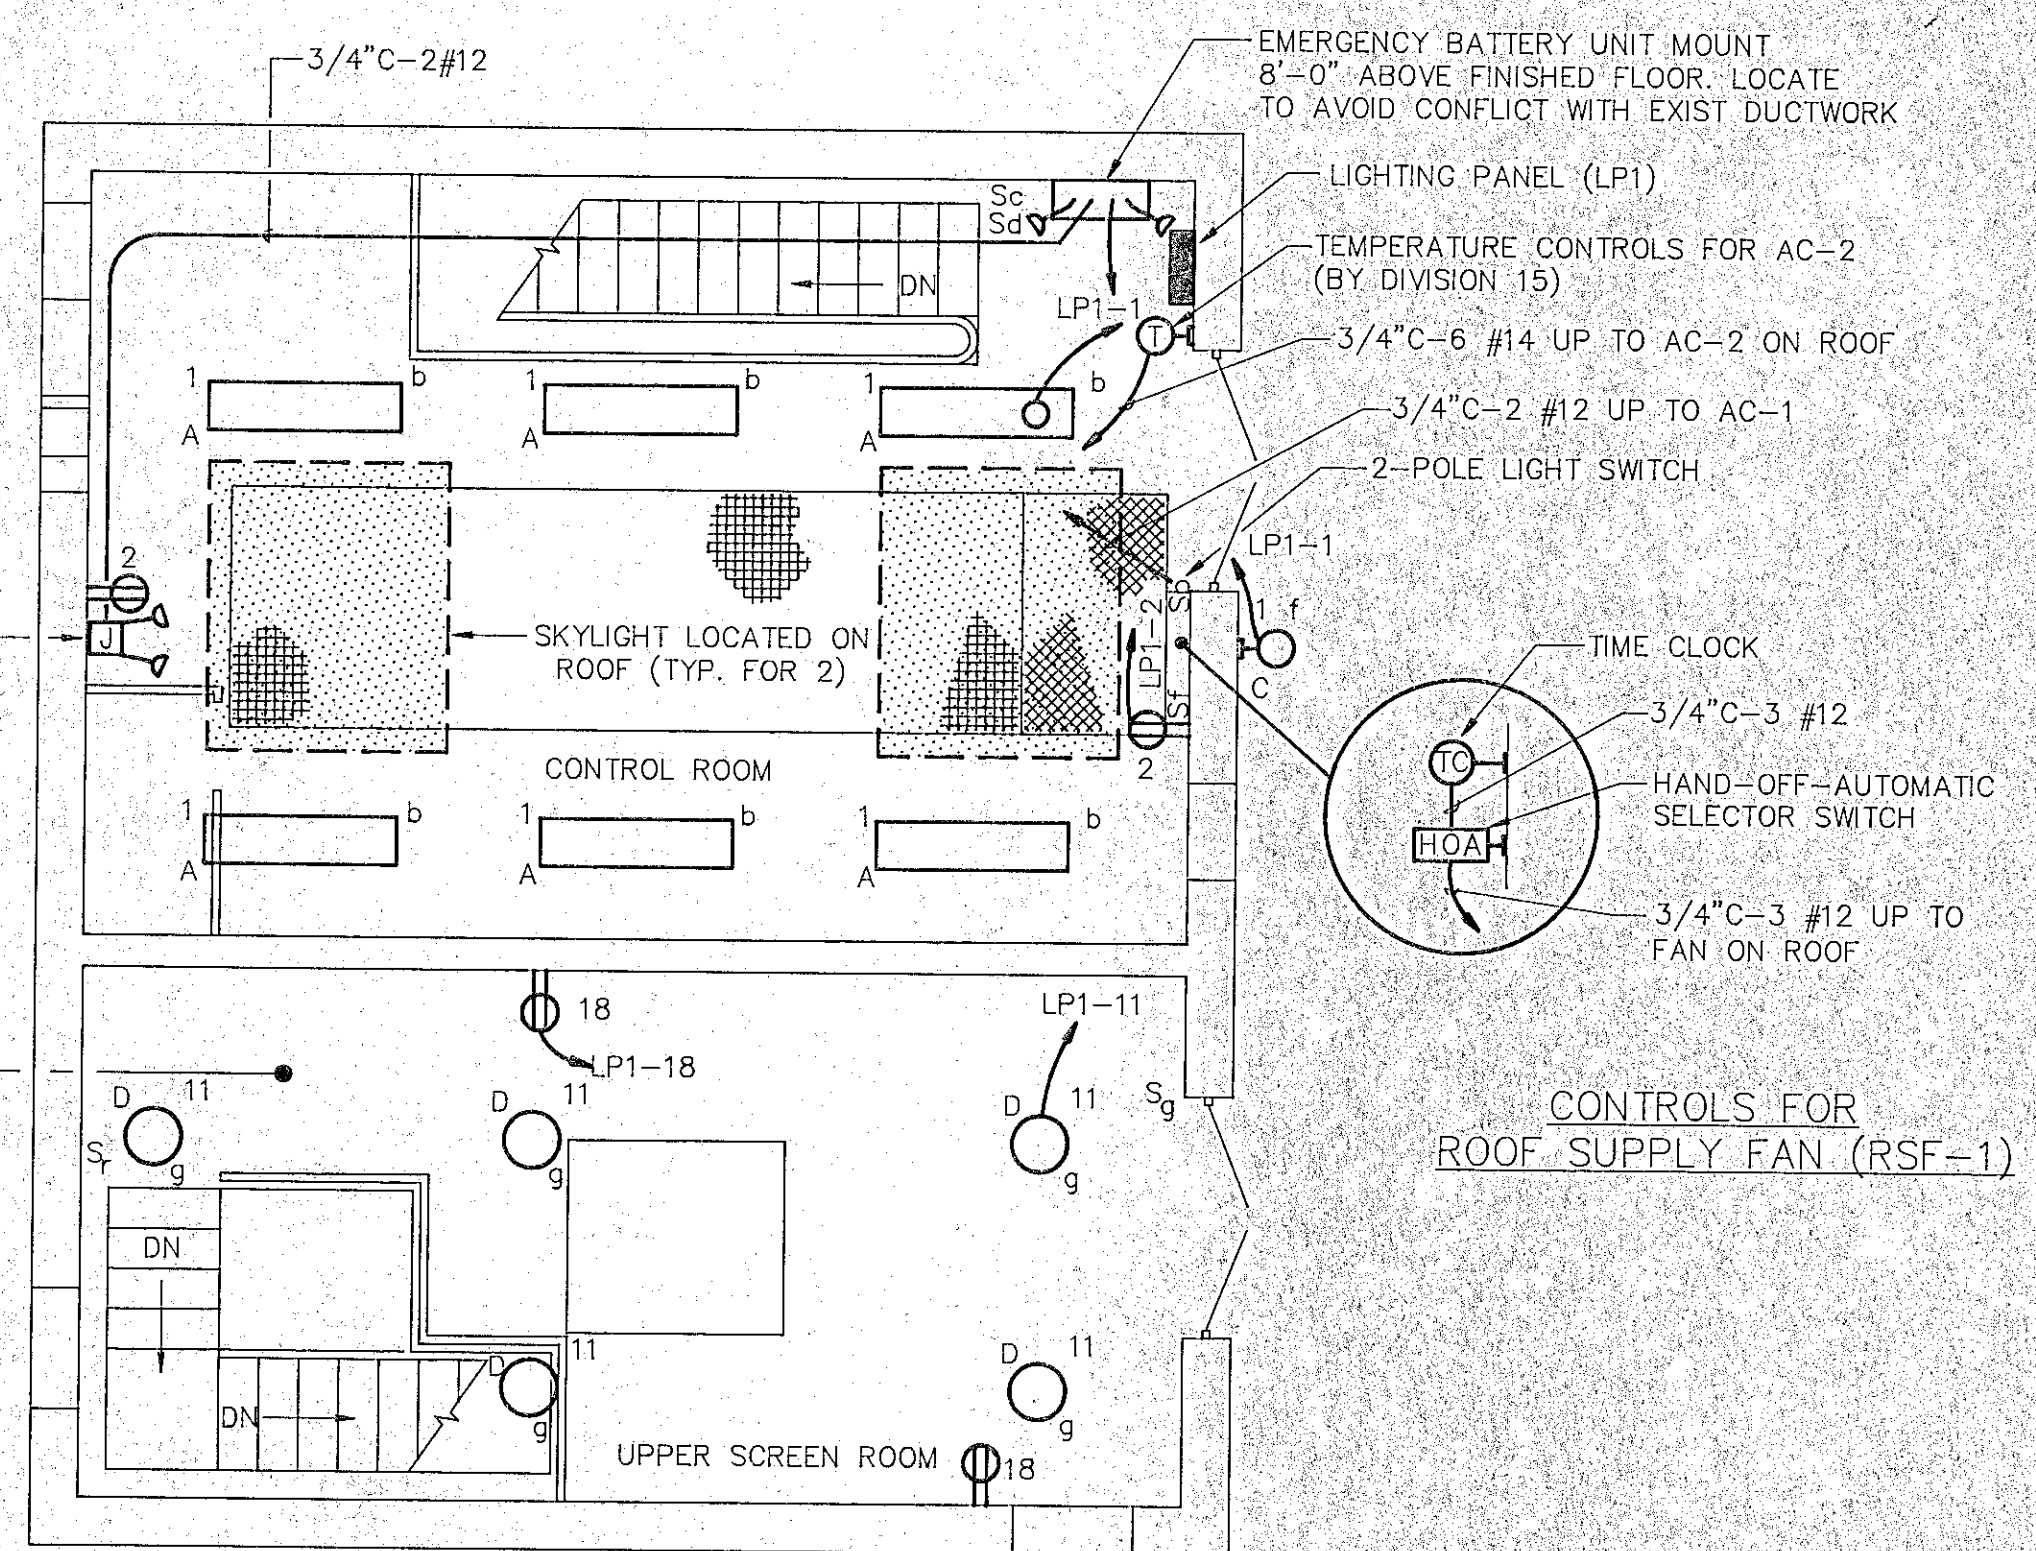 3/4"C-2#12
EMERGENCY BATTERY UNIT MOUNT
8'-0" ABOVE FINISHED FLOOR. LOCATE
TO AVOID CONFLICT WITH EXIST DUCTWORK
LIGHTING PANEL (LP1)
Sc
Sd
TEMPERATURE CONTROLS FOR AC-2
(BY DIVISION 15)
DN
LP1-1
T
3/4"C-6 #14 UP TO AC-2 ON ROOF
1 b
A
1 b
A
1 b
A
3/4"C-2 #12 UP TO AC-1
2-POLE LIGHT SWITCH
LP1-1
2
J
SKYLIGHT LOCATED ON
ROOF (TYP. FOR 2)
Sb
LP1-2
Sf
2
1 f
C
TIME CLOCK
3/4"C-3 #12
TC
HAND-OFF-AUTOMATIC
SELECTOR SWITCH
HOA
3/4"C-3 #12 UP TO
FAN ON ROOF
CONTROL ROOM
1 b
A
1 b
A
1 b
A
18
LP1-18
LP1-11
D 11
g
Sr
D 11
g
D 11
g
Sg
CONTROLS FOR
ROOF SUPPLY FAN (RSF-1)
DN
DN
D 11
g
D 11
g
UPPER SCREEN ROOM
18